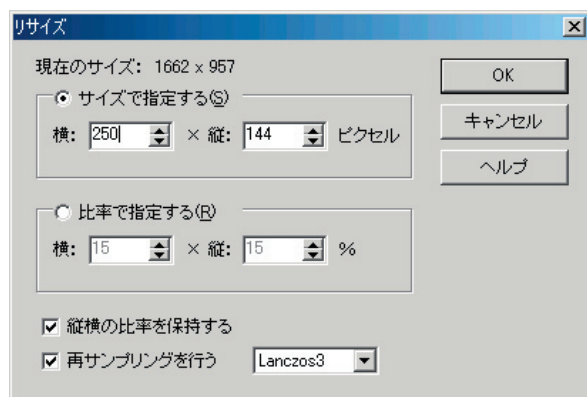 リサイズ
現在のサイズ: 1662 x 957
サイズで指定する(S)
横: 250 × 縦: 144 ピクセル
比率で指定する(R)
横: 15 × 縦: 15 %
縦横の比率を保持する
再サンプリングを行う Lanczos3
OK
キャンセル
ヘルプ